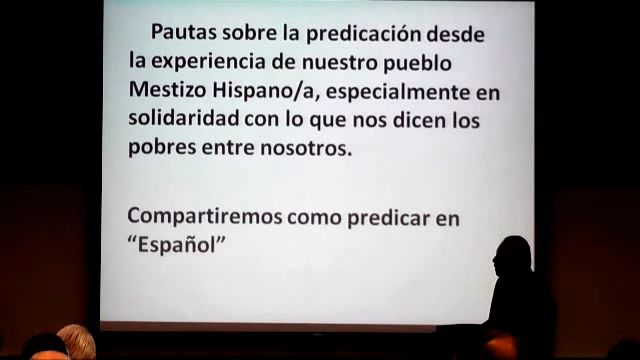 Pautas sobre la predicación desde
la experiencia de nuestro pueblo
Mestizo Hispano/a, especialmente en
solidaridad con lo que nos dicen los
pobres entre nosotros.
Compartiremos como predicar en
“Español”